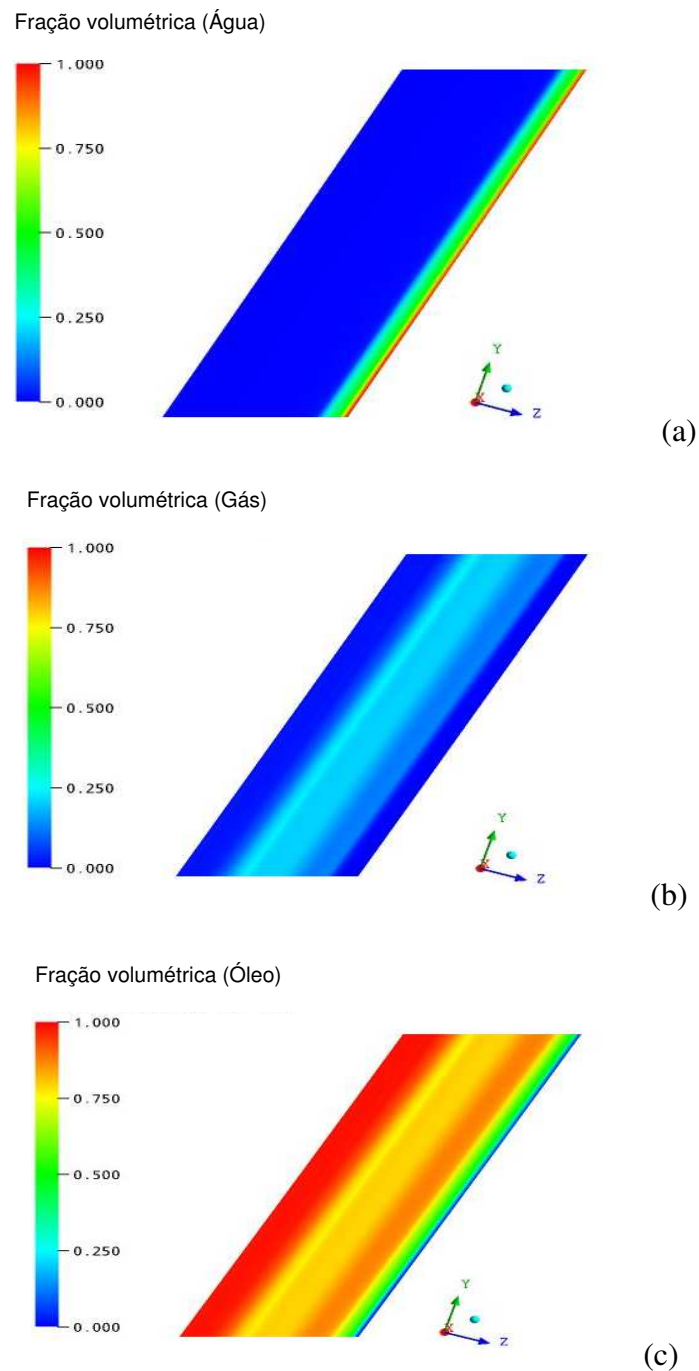 Fração volumétrica (Água)
1.000
0.750
0.500
0.250
0.000
Y
X
Z
(a)
Fração volumétrica (Gás)
1.000
0.750
0.500
0.250
0.000
Y
X
Z
(b)
Fração volumétrica (Óleo)
1.000
0.750
0.500
0.250
0.000
Y
X
Z
(c)